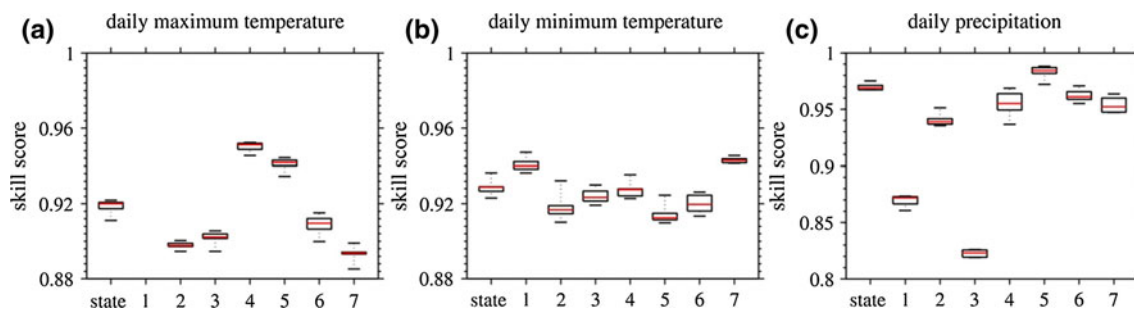 (a) daily maximum temperature
1
0.96
0.92
0.88
skill score
state 1 2 3 4 5 6 7
(b) daily minimum temperature
1
0.96
0.92
0.88
skill score
state 1 2 3 4 5 6 7
(c) daily precipitation
1
0.95
0.9
0.85
0.8
skill score
state 1 2 3 4 5 6 7